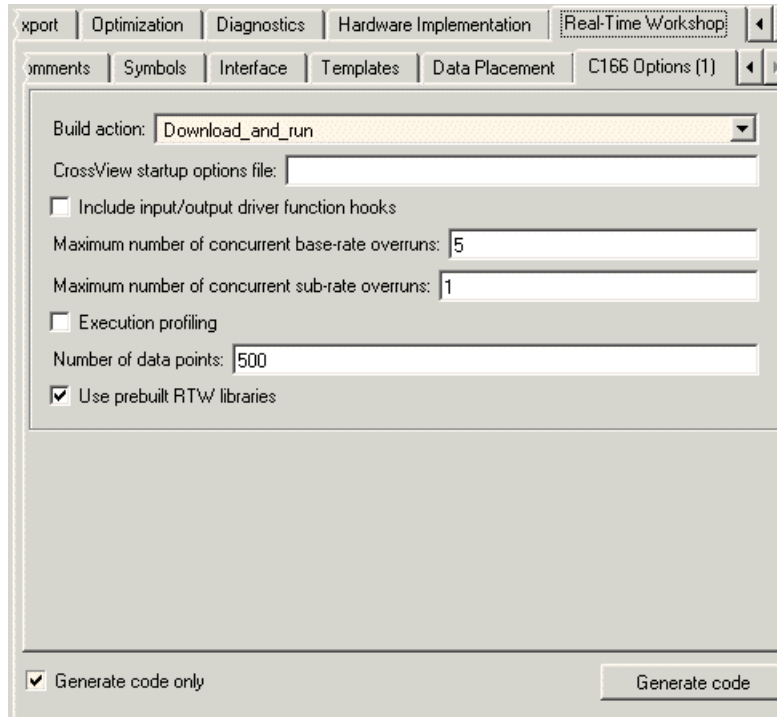 xport Optimization Diagnostics Hardware Implementation Real-Time Workshop
omments Symbols Interface Templates Data Placement C166 Options (1)
Build action: Download_and_run
CrossView startup options file:
Include input/output driver function hooks
Maximum number of concurrent base-rate overruns: 5
Maximum number of concurrent sub-rate overruns: 1
Execution profiling
Number of data points: 500
Use prebuilt RTW libraries
Generate code only Generate code